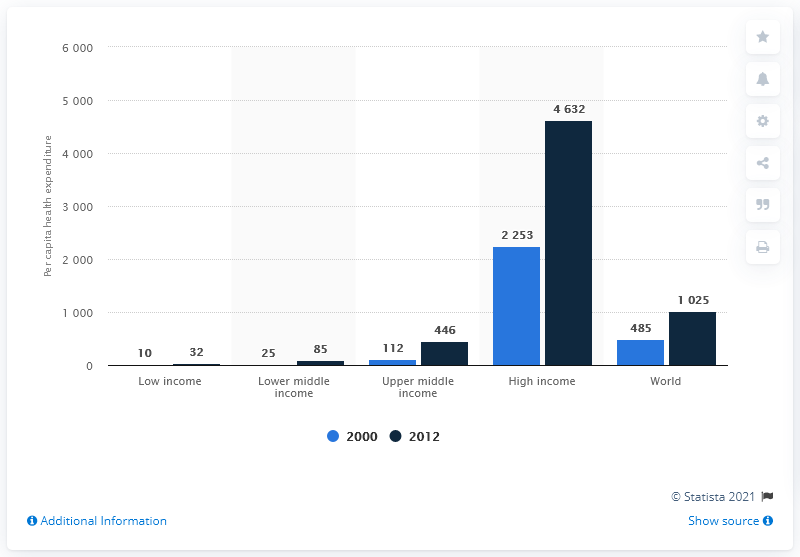 6 000
5 000
4 000
3 000
2 000
1 000
0
Per capita health expenditure
10
32
25
85
112
446
2 253
4 632
485
1 025
Low income
Lower middle
income
Upper middle
income
High income
World
2000
2012
© Statista 2021
Additional Information
Show source